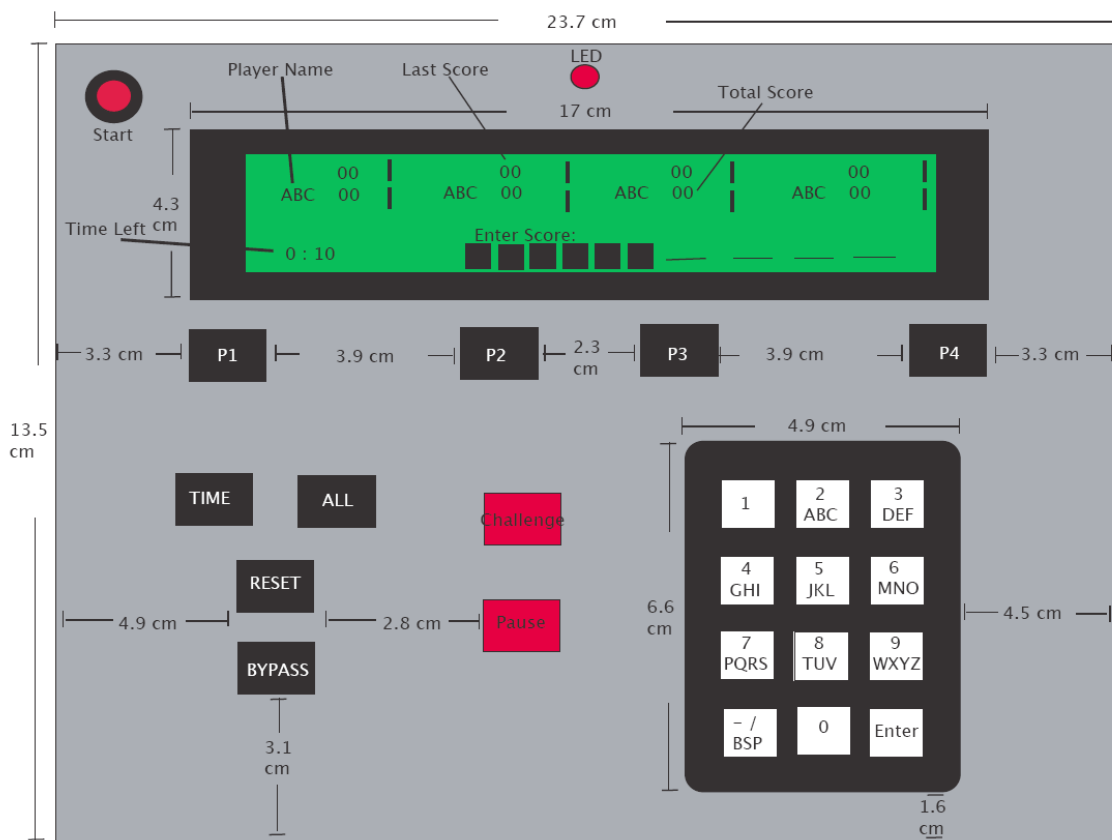 23.7 cm
LED
Player Name
Last Score
Total Score
17 cm
Start
00
00
00
00
ABC 00
ABC 00
ABC 00
ABC 00
4.3
cm
Time Left
Enter Score:
0 : 10
P1
P2
P3
P4
3.3 cm
3.9 cm
2.3
cm
3.9 cm
3.3 cm
13.5
cm
4.9 cm
TIME
ALL
Challenge
1
2
ABC
3
DEF
RESET
4
GHI
5
JKL
6
MNO
4.9 cm
2.8 cm
Pause
6.6
cm
4.5 cm
BYPASS
7
PQRS
8
TUV
9
WXYZ
3.1
cm
- /
BSP
0
Enter
1.6
cm